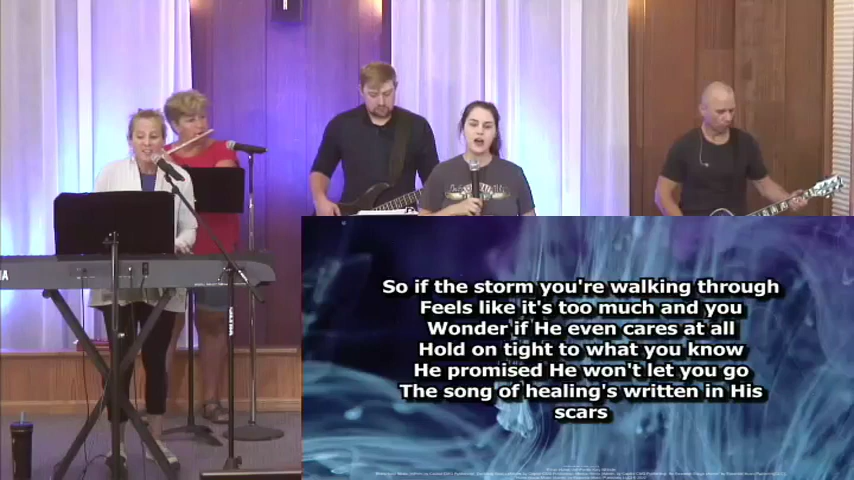 So if the storm you're walking through
Feels like it's too much and you
Wonder if He even cares at all
Hold on tight to what you know
He promised He won't let you go
The song of healing's written in His
scars